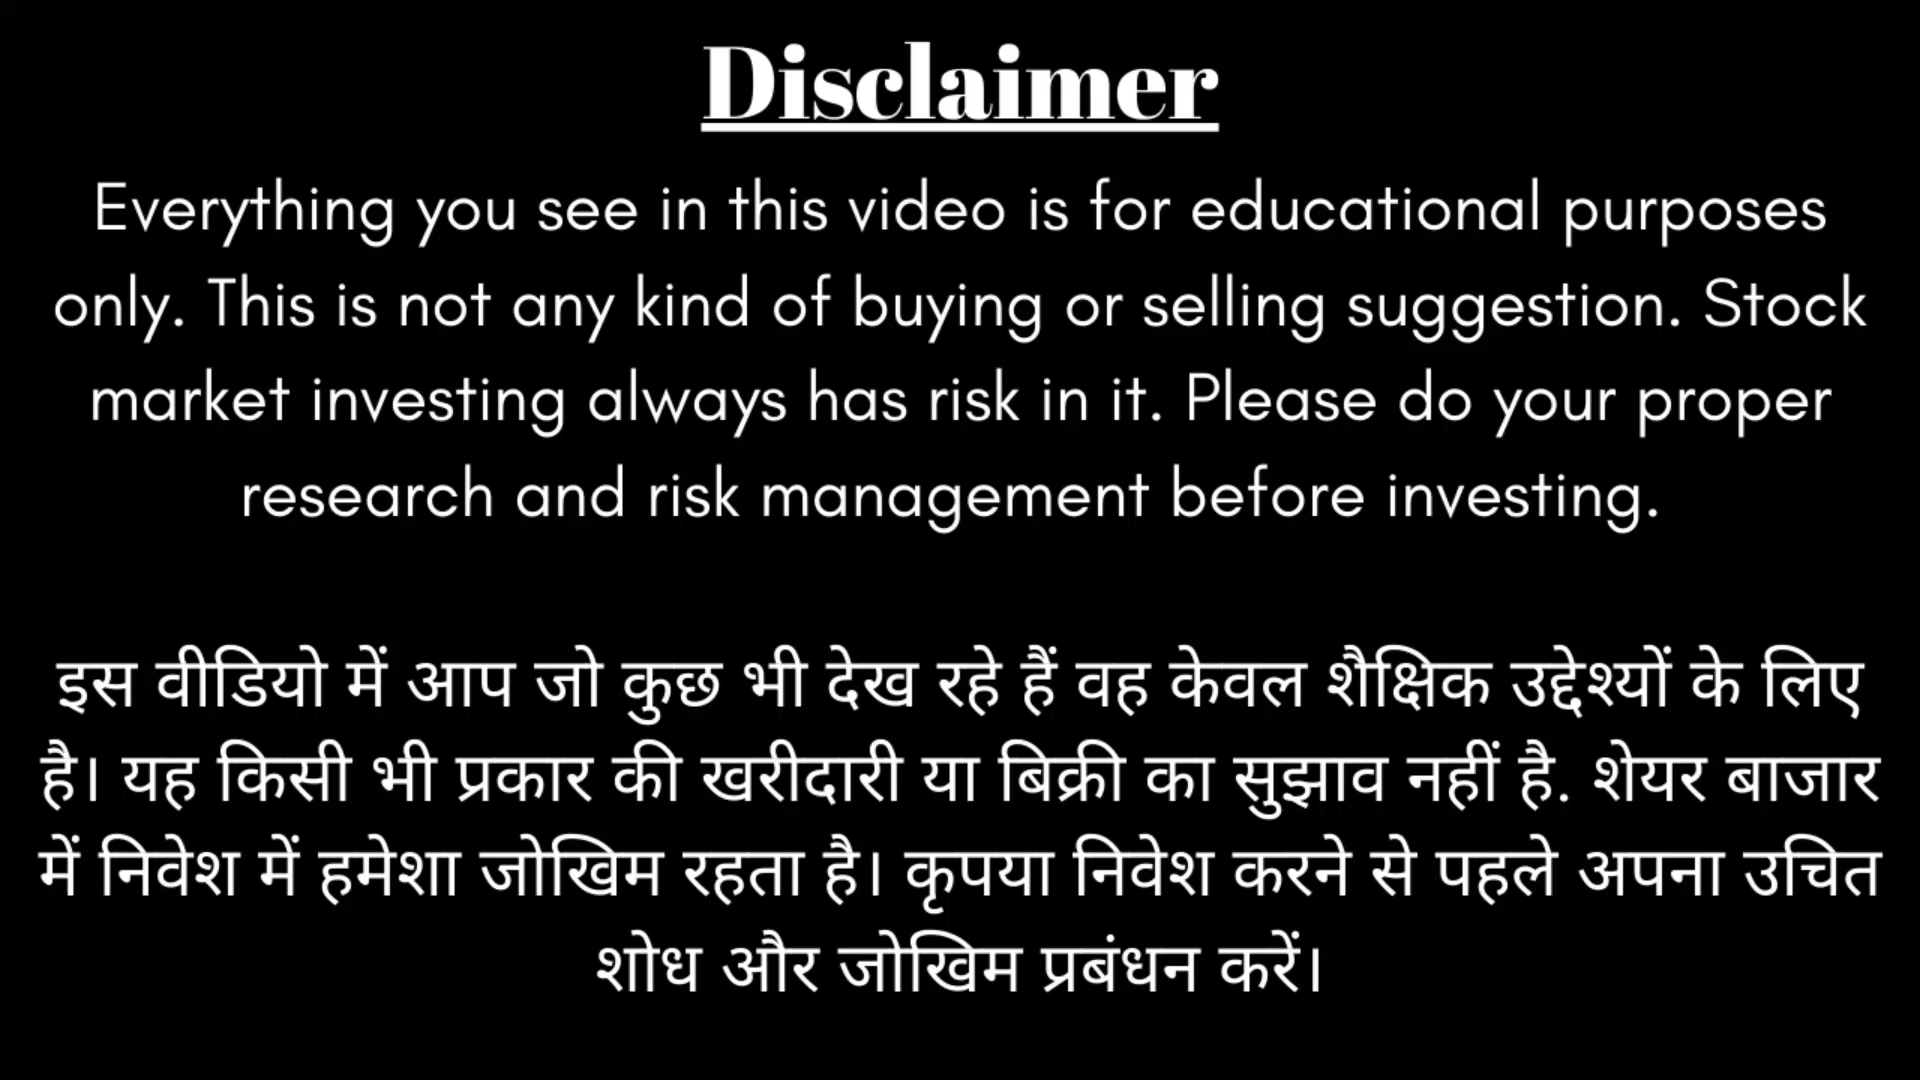 Disclaimer
Everything you see in this video is for educational purposes
only. This is not any kind of buying or selling suggestion. Stock
market investing always has risk in it. Please do your proper
research and risk management before investing.
इस वीडियो में आप जो कुछ भी देख रहे हैं वह केवल शैक्षिक उद्देश्यों के लिए
है। यह किसी भी प्रकार की खरीदारी या बिक्री का सुझाव नहीं है. शेयर बाजार
में निवेश में हमेशा जोखिम रहता है। कृपया निवेश करने से पहले अपना उचित
शोध और जोखिम प्रबंधन करें।